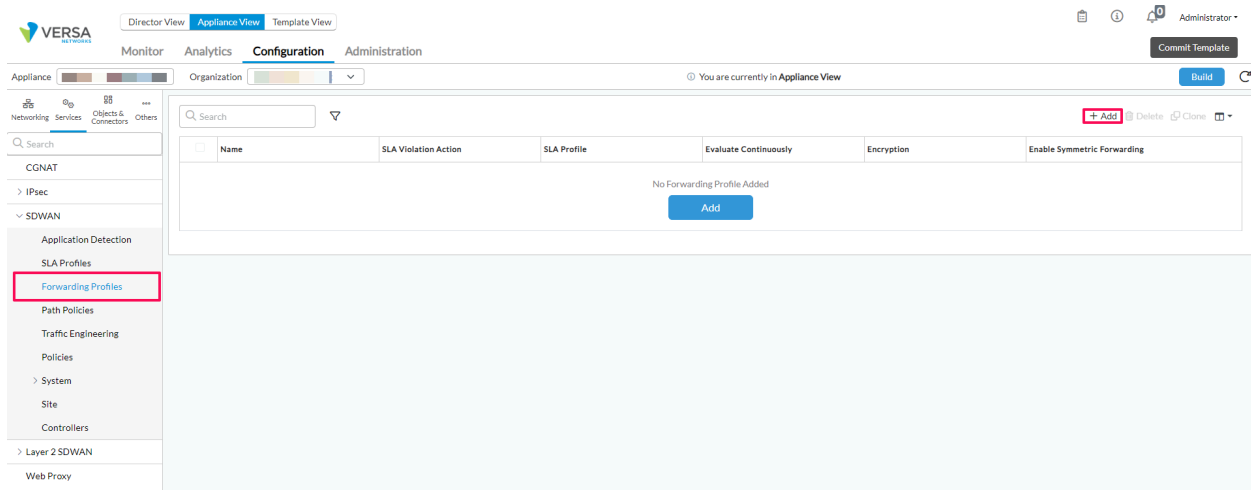 VERSA
NETWORKS
Director View Appliance View Template View
0
Administrator
Monitor Analytics Configuration Administration
Commit Template
Appliance
Organization
You are currently in Appliance View
Build
Networking Services Objects & Connectors Others
Search
+ Add Delete Clone
Search
Name SLA Violation Action SLA Profile Evaluate Continuously Encryption Enable Symmetric Forwarding
CGNAT
No Forwarding Profile Added
> IPsec
Add
SDWAN
Application Detection
SLA Profiles
Forwarding Profiles
Path Policies
Traffic Engineering
Policies
> System
Site
Controllers
> Layer 2 SDWAN
Web Proxy